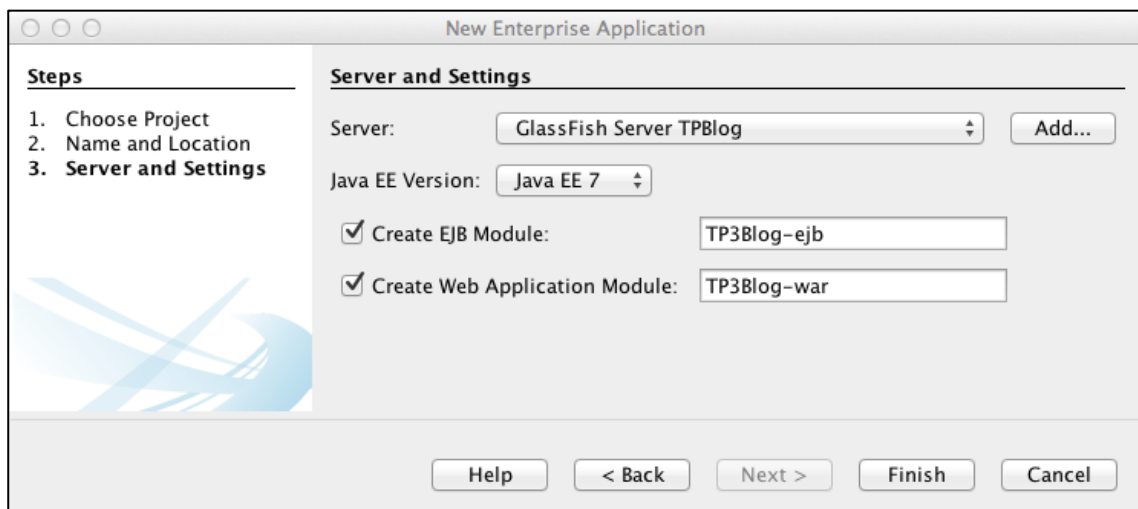 New Enterprise Application
Steps
1. Choose Project
2. Name and Location
3. Server and Settings
Server and Settings
Server: GlassFish Server TPBlog Add...
Java EE Version: Java EE 7
Create EJB Module: TP3Blog-ejb
Create Web Application Module: TP3Blog-war
Help < Back Next > Finish Cancel